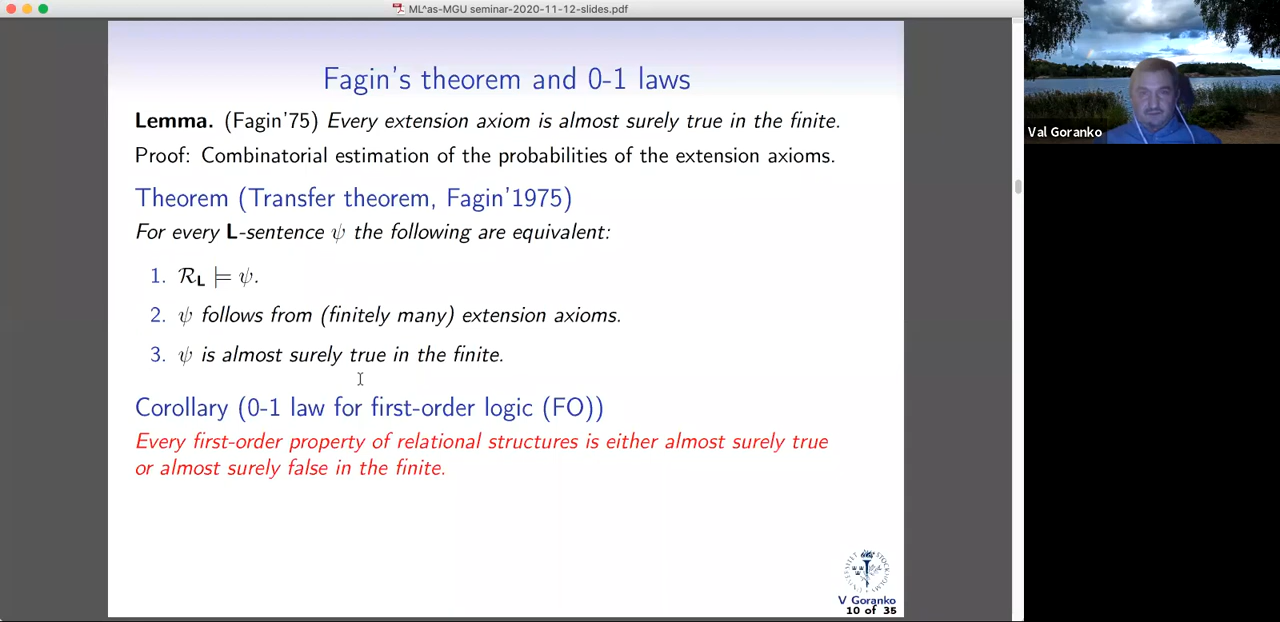 ML^as-MGU seminar-2020-11-12-slides.pdf
Fagin's theorem and 0-1 laws
Lemma. (Fagin'75) Every extension axiom is almost surely true in the finite.
Proof: Combinatorial estimation of the probabilities of the extension axioms.
Theorem (Transfer theorem, Fagin'1975)
For every L-sentence ψ the following are equivalent:
1. ℛ_L ⊨ ψ.
2. ψ follows from (finitely many) extension axioms.
3. ψ is almost surely true in the finite.
Corollary (0-1 law for first-order logic (FO))
Every first-order property of relational structures is either almost surely true
or almost surely false in the finite.
V Goranko
10 of 35
Val Goranko